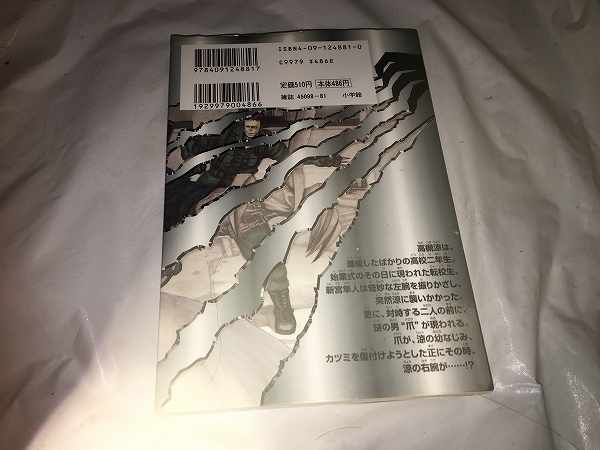 ISBN4-09-124881-0
C9979 ¥486E
9784091248817
定価510円 本体486円
雑誌 45098-81 小学館
1929979004866
高槻涼は、
進級したばかりの高校二年生。
始業式のその日に現われた転校生、
新宮隼人は奇妙な左腕を振りかざし、
突然涼に襲いかかった。
更に、対峙する二人の前に、
謎の男“爪”が現われる。
爪が、涼の幼なじみ、
カツミを傷付けようとした正にその時、
涼の右腕が……!?